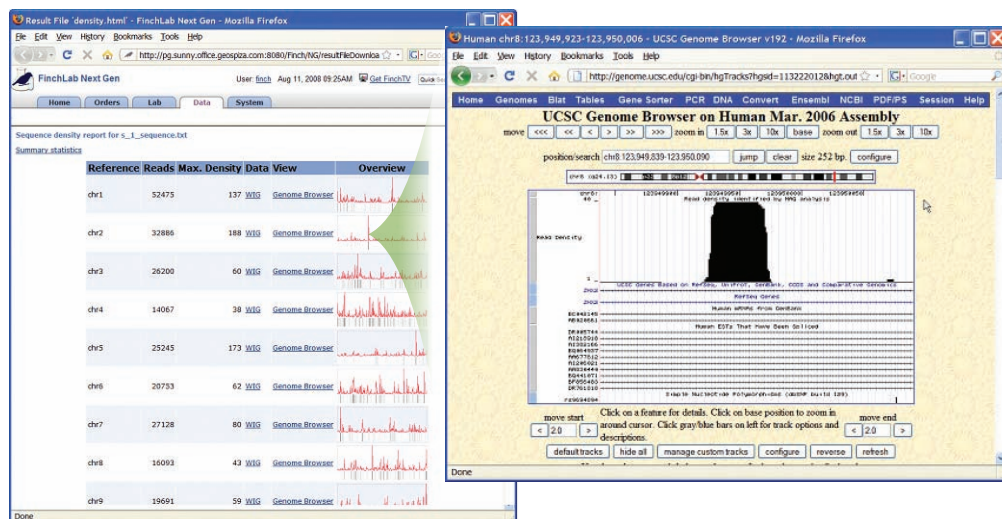 Result File 'density.html' - FinchLab Next Gen - Mozilla Firefox
File Edit View History Bookmarks Tools Help
http://pg.sunny.office.geospiza.com:8080/Finch/NG/resultFileDownloa
FinchLab Next Gen
User: finch Aug 11, 2008 09:25AM Get FinchTV
Home Orders Lab Data System
Sequence density report for s_1_sequence.txt
Summary statistics
Reference Reads Max. Density Data View Overview
chr1 52475 137 WIG Genome Browser
chr2 32886 188 WIG Genome Browser
chr3 26200 60 WIG Genome Browser
chr4 14067 38 WIG Genome Browser
chr5 25245 173 WIG Genome Browser
chr6 20753 62 WIG Genome Browser
chr7 27128 80 WIG Genome Browser
chr8 16093 43 WIG Genome Browser
chr9 19691 59 WIG Genome Browser
Done
Human chr8:123,949,923-123,950,006 - UCSC Genome Browser v192 - Mozilla Firefox
File Edit View History Bookmarks Tools Help
http://genome.ucsc.edu/cgi-bin/hgTracks?hgsid=113222012&hgt.out Google
Home Genomes Blat Tables Gene Sorter PCR DNA Convert Ensembl NCBI PDF/PS Session Help
UCSC Genome Browser on Human Mar. 2006 Assembly
move <<< << < > >> >>> zoom in 1.5x 3x 10x base zoom out 1.5x 3x 10x
position/search chr8:123,949,839-123,950,090 jump clear size 252 bp. configure
chr8 (q24.13)
chr8: 123949900| 123949950| 123950000| 123950050|
Read density identified by MAQ analysis
Read Density
1 _
UCSC Genes Based on RefSeq, UniProt, GenBank, CCDS and Comparative Genomics
RefSeq Genes
Human mRNAs from GenBank
Human ESTs That Have Been Spliced
Simple Nucleotide Polymorphisms (dbSNP build 129)
move start Click on a feature for details. Click on base position to zoom in move end
< 2.0 > around cursor. Click gray/blue bars on left for track options and < 2.0 >
descriptions.
default tracks hide all manage custom tracks configure reverse refresh
Done